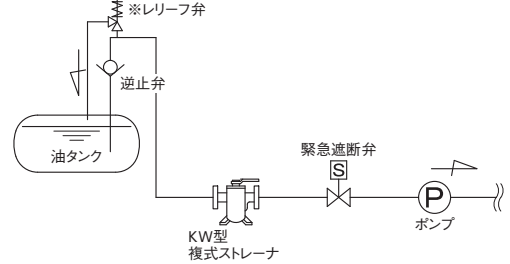 ※レリーフ弁
逆止弁
油タンク
緊急遮断弁
S
P
ポンプ
KW型
複式ストレーナ